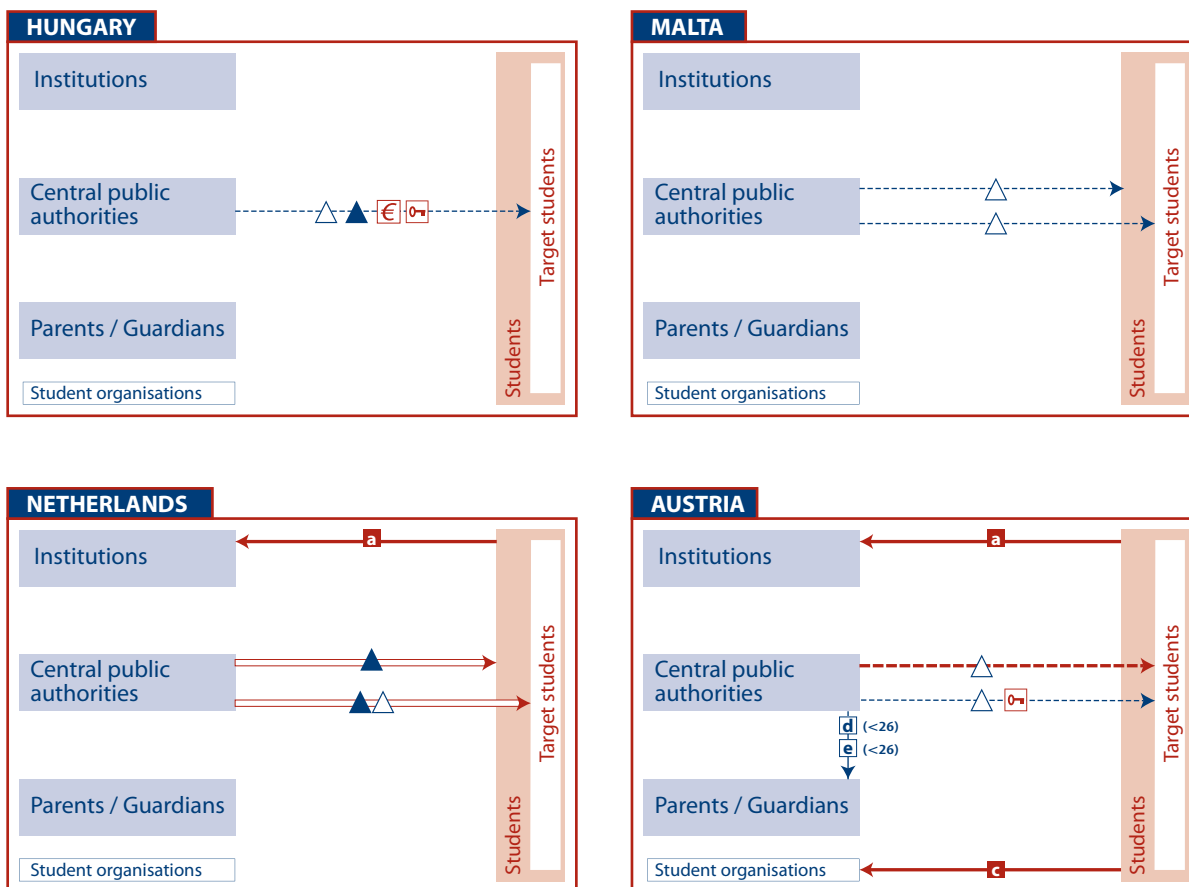 HUNGARY
Institutions
Central public
authorities
€
Parents / Guardians
Student organisations
Students
Target students
MALTA
Institutions
Central public
authorities
Parents / Guardians
Student organisations
Students
Target students
NETHERLANDS
a
Institutions
Central public
authorities
Parents / Guardians
Student organisations
Students
Target students
AUSTRIA
a
Institutions
Central public
authorities
d (<26)
e (<26)
Parents / Guardians
Student organisations
c
Students
Target students